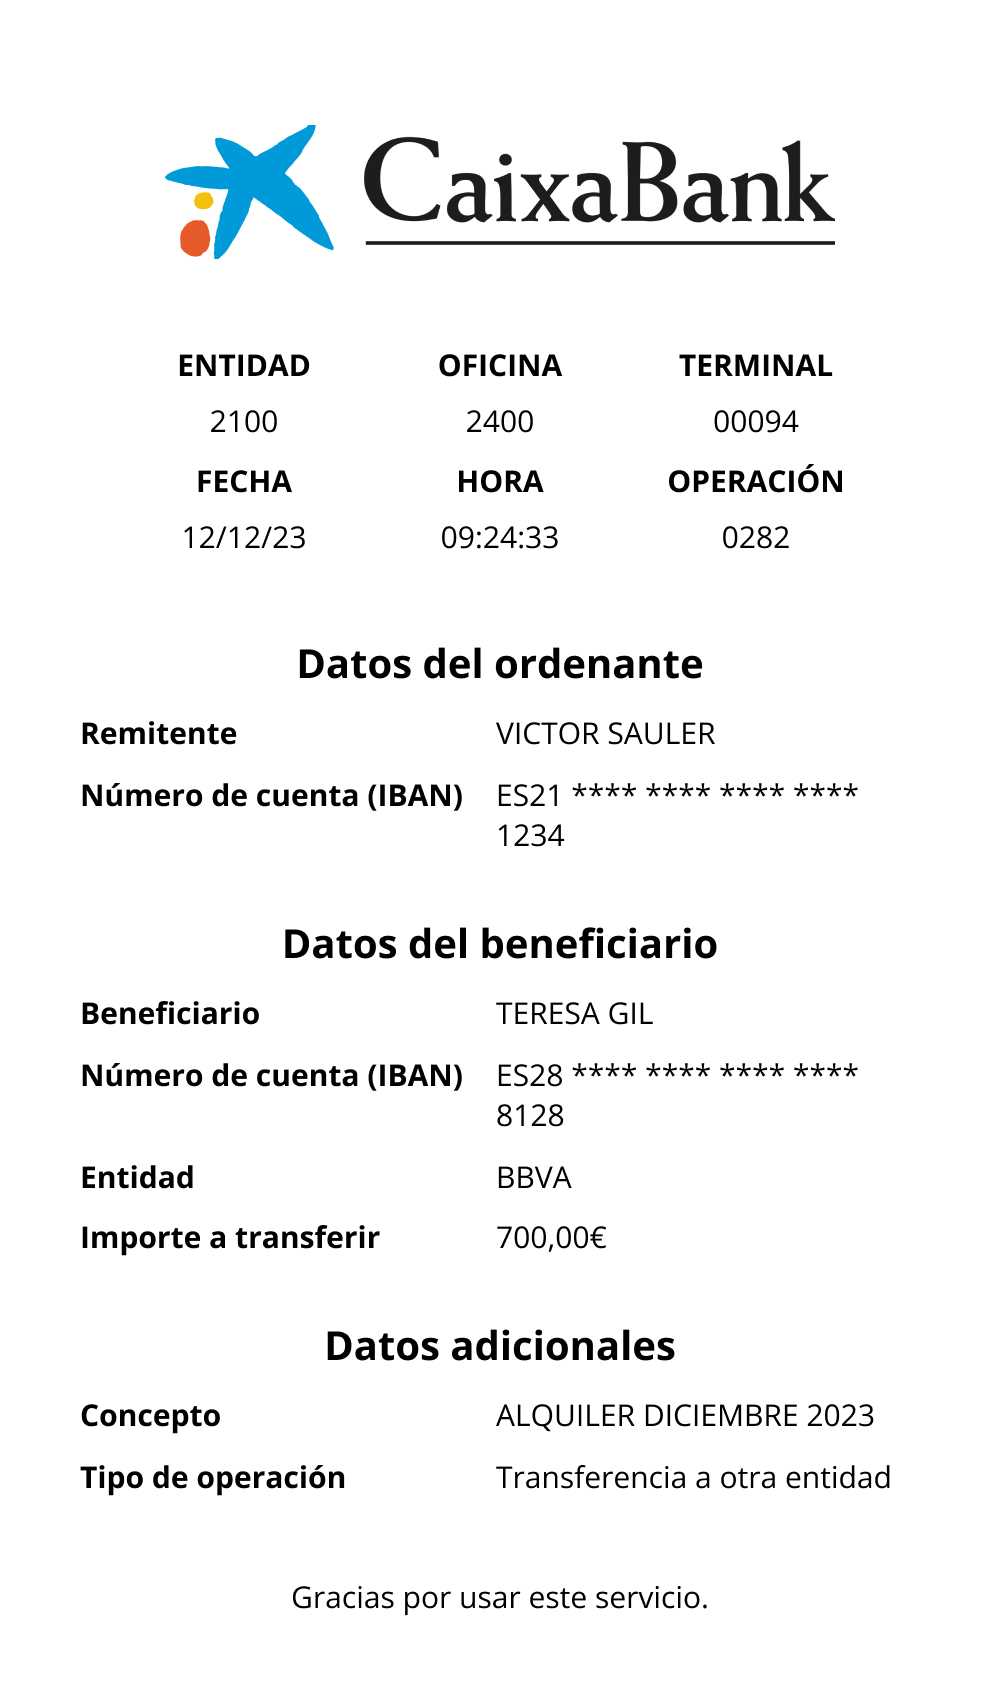 CaixaBank
ENTIDAD OFICINA TERMINAL
2100 2400 00094
FECHA HORA OPERACIÓN
12/12/23 09:24:33 0282
Datos del ordenante
Remitente VICTOR SAULER
Número de cuenta (IBAN) ES21 **** **** **** ****
1234
Datos del beneficiario
Beneficiario TERESA GIL
Número de cuenta (IBAN) ES28 **** **** **** ****
8128
Entidad BBVA
Importe a transferir 700,00€
Datos adicionales
Concepto ALQUILER DICIEMBRE 2023
Tipo de operación Transferencia a otra entidad
Gracias por usar este servicio.